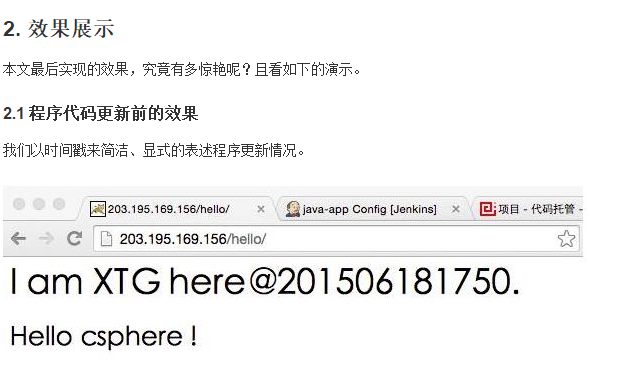 2. 效果展示
本文最后实现的效果，究竟有多惊艳呢？且看如下的演示。
2.1 程序代码更新前的效果
我们以时间戳来简洁、显式的表述程序更新情况。
203.195.169.156/hello/
java-app Config [Jenkins]
项目 - 代码托管 -
203.195.169.156/hello/
I am XTG here@201506181750.
Hello csphere !